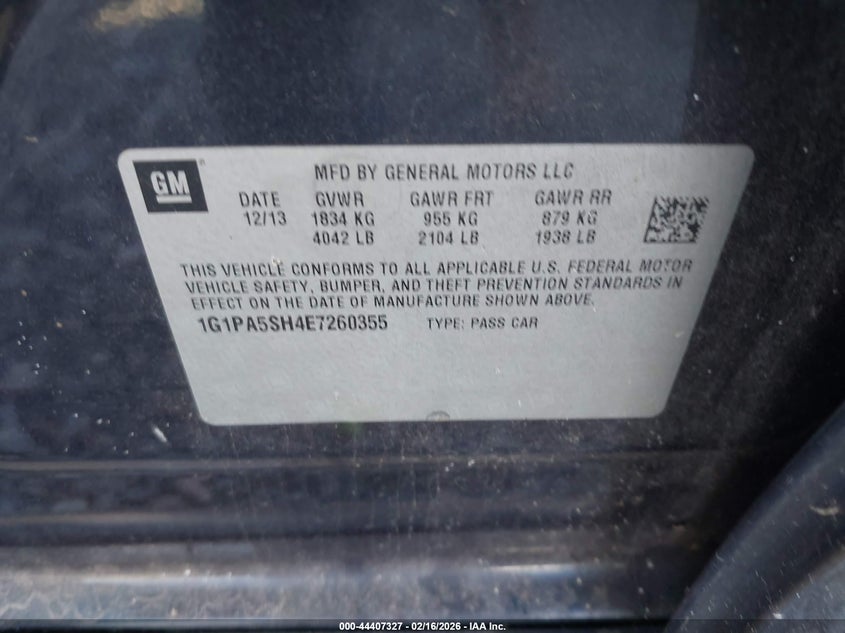 GM
MFD BY GENERAL MOTORS LLC
DATE GVWR GAWR FRT GAWR RR
12/13 1834 KG 955 KG 879 KG
4042 LB 2104 LB 1938 LB
THIS VEHICLE CONFORMS TO ALL APPLICABLE U.S. FEDERAL MOTOR
VEHICLE SAFETY, BUMPER, AND THEFT PREVENTION STANDARDS IN
EFFECT ON THE DATE OF MANUFACTURE SHOWN ABOVE.
1G1PA5SH4E7260355 TYPE: PASS CAR
000-44407327 - 02/16/2026 - IAA Inc.